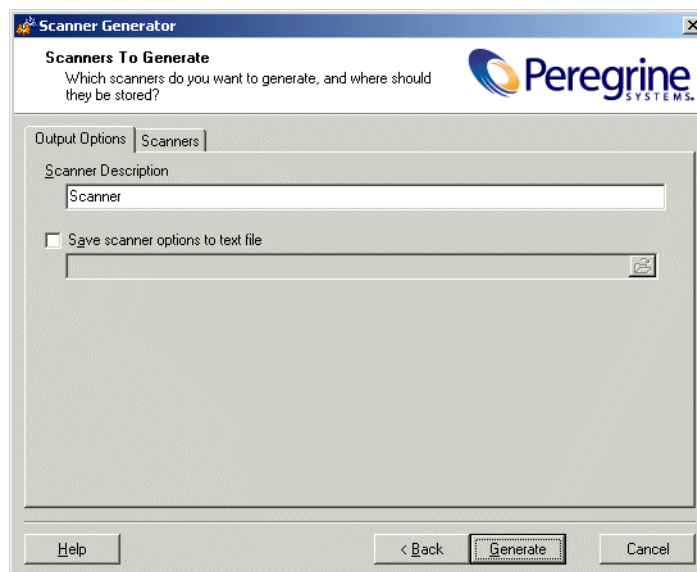 Scanner Generator
Scanners To Generate
Which scanners do you want to generate, and where should
they be stored?
Peregrine
SYSTEMS.
Output Options
Scanners
Scanner Description
Scanner
Save scanner options to text file
Help
< Back
Generate
Cancel